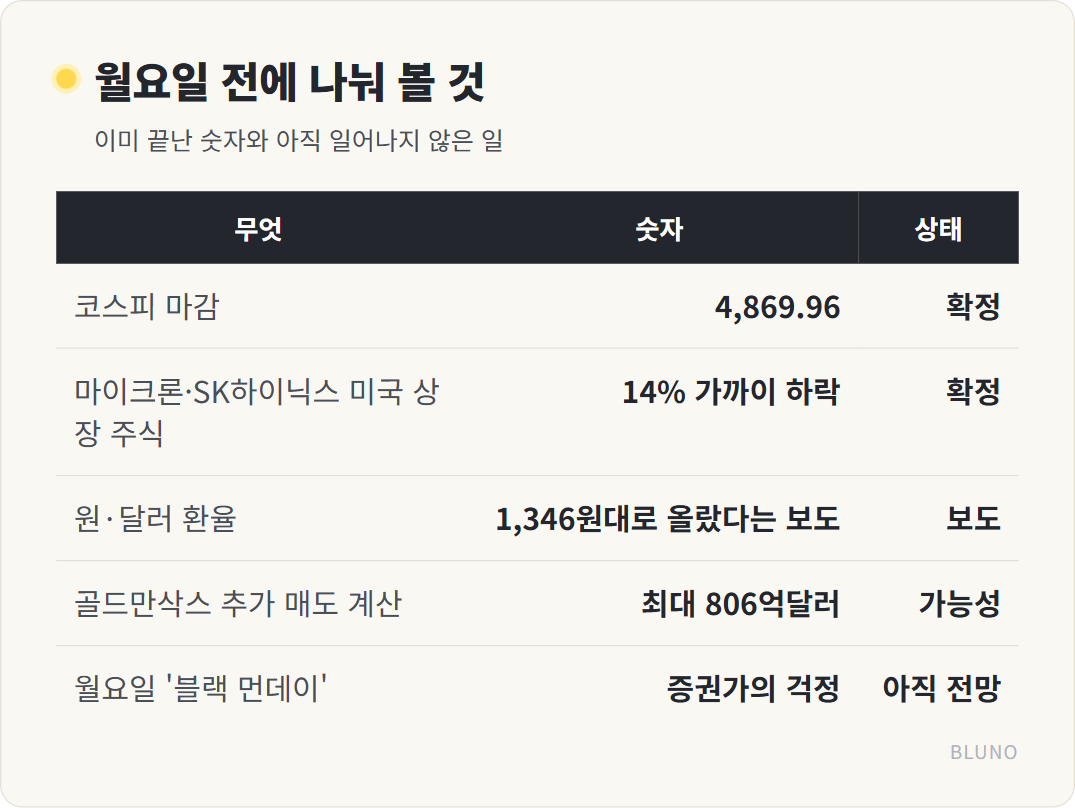 월요일 전에 나눠 볼 것
이미 끝난 숫자와 아직 일어나지 않은 일
무엇 숫자 상태
코스피 마감 4,869.96 확정
마이크론·SK하이닉스 미국 상 14% 가까이 하락 확정
장 주식
원·달러 환율 1,346원대로 올랐다는 보도 보도
골드만삭스 추가 매도 계산 최대 806억달러 가능성
월요일 '블랙 먼데이' 증권가의 걱정 아직 전망
BLUNO